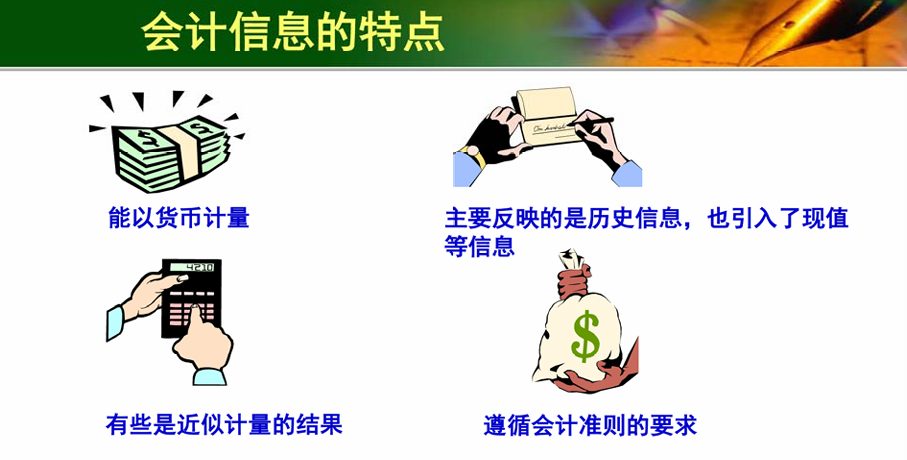 会计信息的特点
能以货币计量
主要反映的是历史信息，也引入了现值
等信息
4210
有些是近似计量的结果
$
遵循会计准则的要求